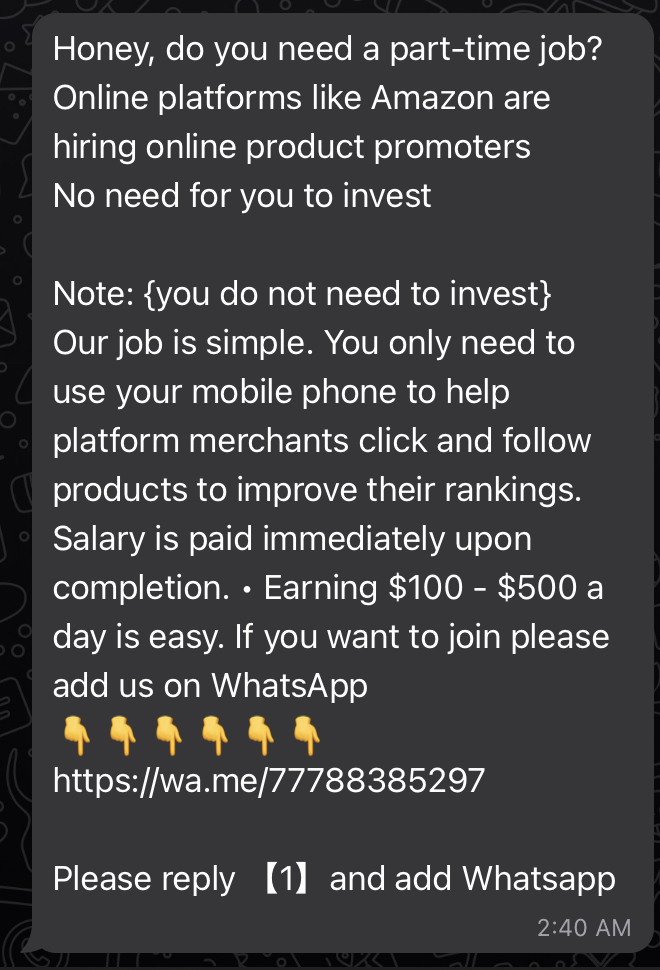 Honey, do you need a part-time job?
Online platforms like Amazon are
hiring online product promoters
No need for you to invest

Note: {you do not need to invest}
Our job is simple. You only need to
use your mobile phone to help
platform merchants click and follow
products to improve their rankings.
Salary is paid immediately upon
completion. • Earning $100 - $500 a
day is easy. If you want to join please
add us on WhatsApp
👇👇👇👇👇👇
https://wa.me/77788385297

Please reply 【1】 and add Whatsapp
2:40 AM